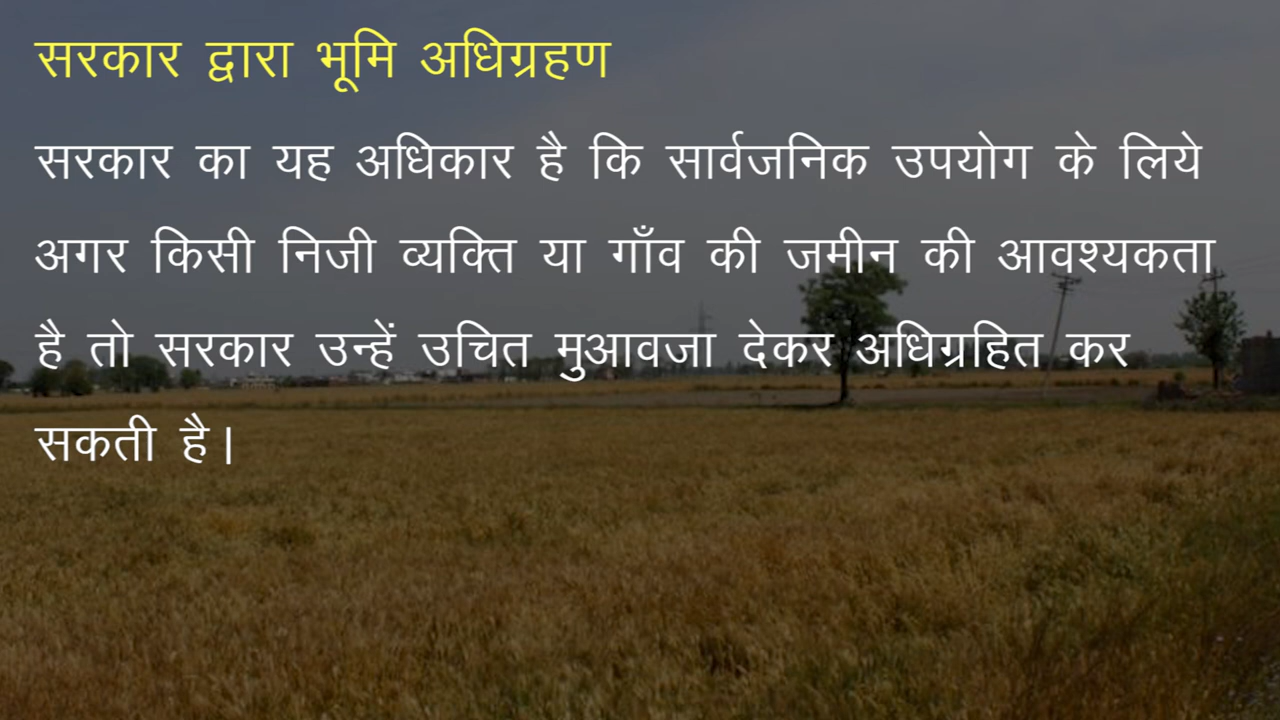 सरकार द्वारा भूमि अधिग्रहण
सरकार का यह अधिकार है कि सार्वजनिक उपयोग के लिये
अगर किसी निजी व्यक्ति या गाँव की जमीन की आवश्यकता
है तो सरकार उन्हें उचित मुआवजा देकर अधिग्रहित कर
सकती है।